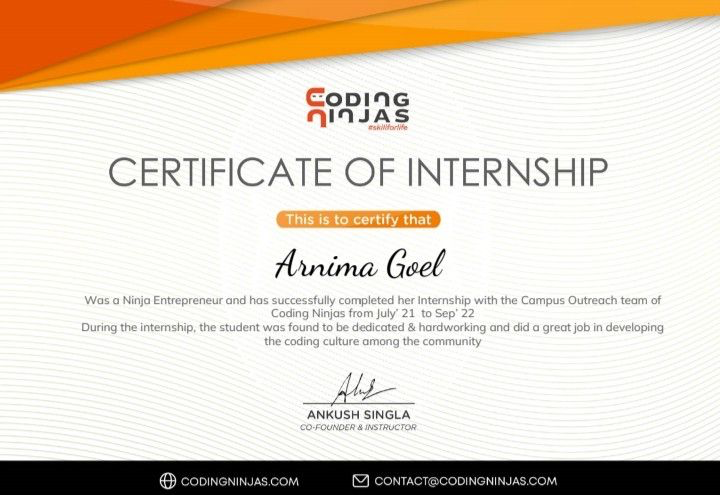 CODING
NINJAS
#skillforlife
CERTIFICATE OF INTERNSHIP
This is to certify that
Arnima Goel
Was a Ninja Entrepreneur and has successfully completed her Internship with the Campus Outreach team of
Coding Ninjas from July' 21 to Sep' 22
During the internship, the student was found to be dedicated & hardworking and did a great job in developing
the coding culture among the community
ANKUSH SINGLA
CO-FOUNDER & INSTRUCTOR
CODINGNINJAS.COM
CONTACT@CODINGNINJAS.COM